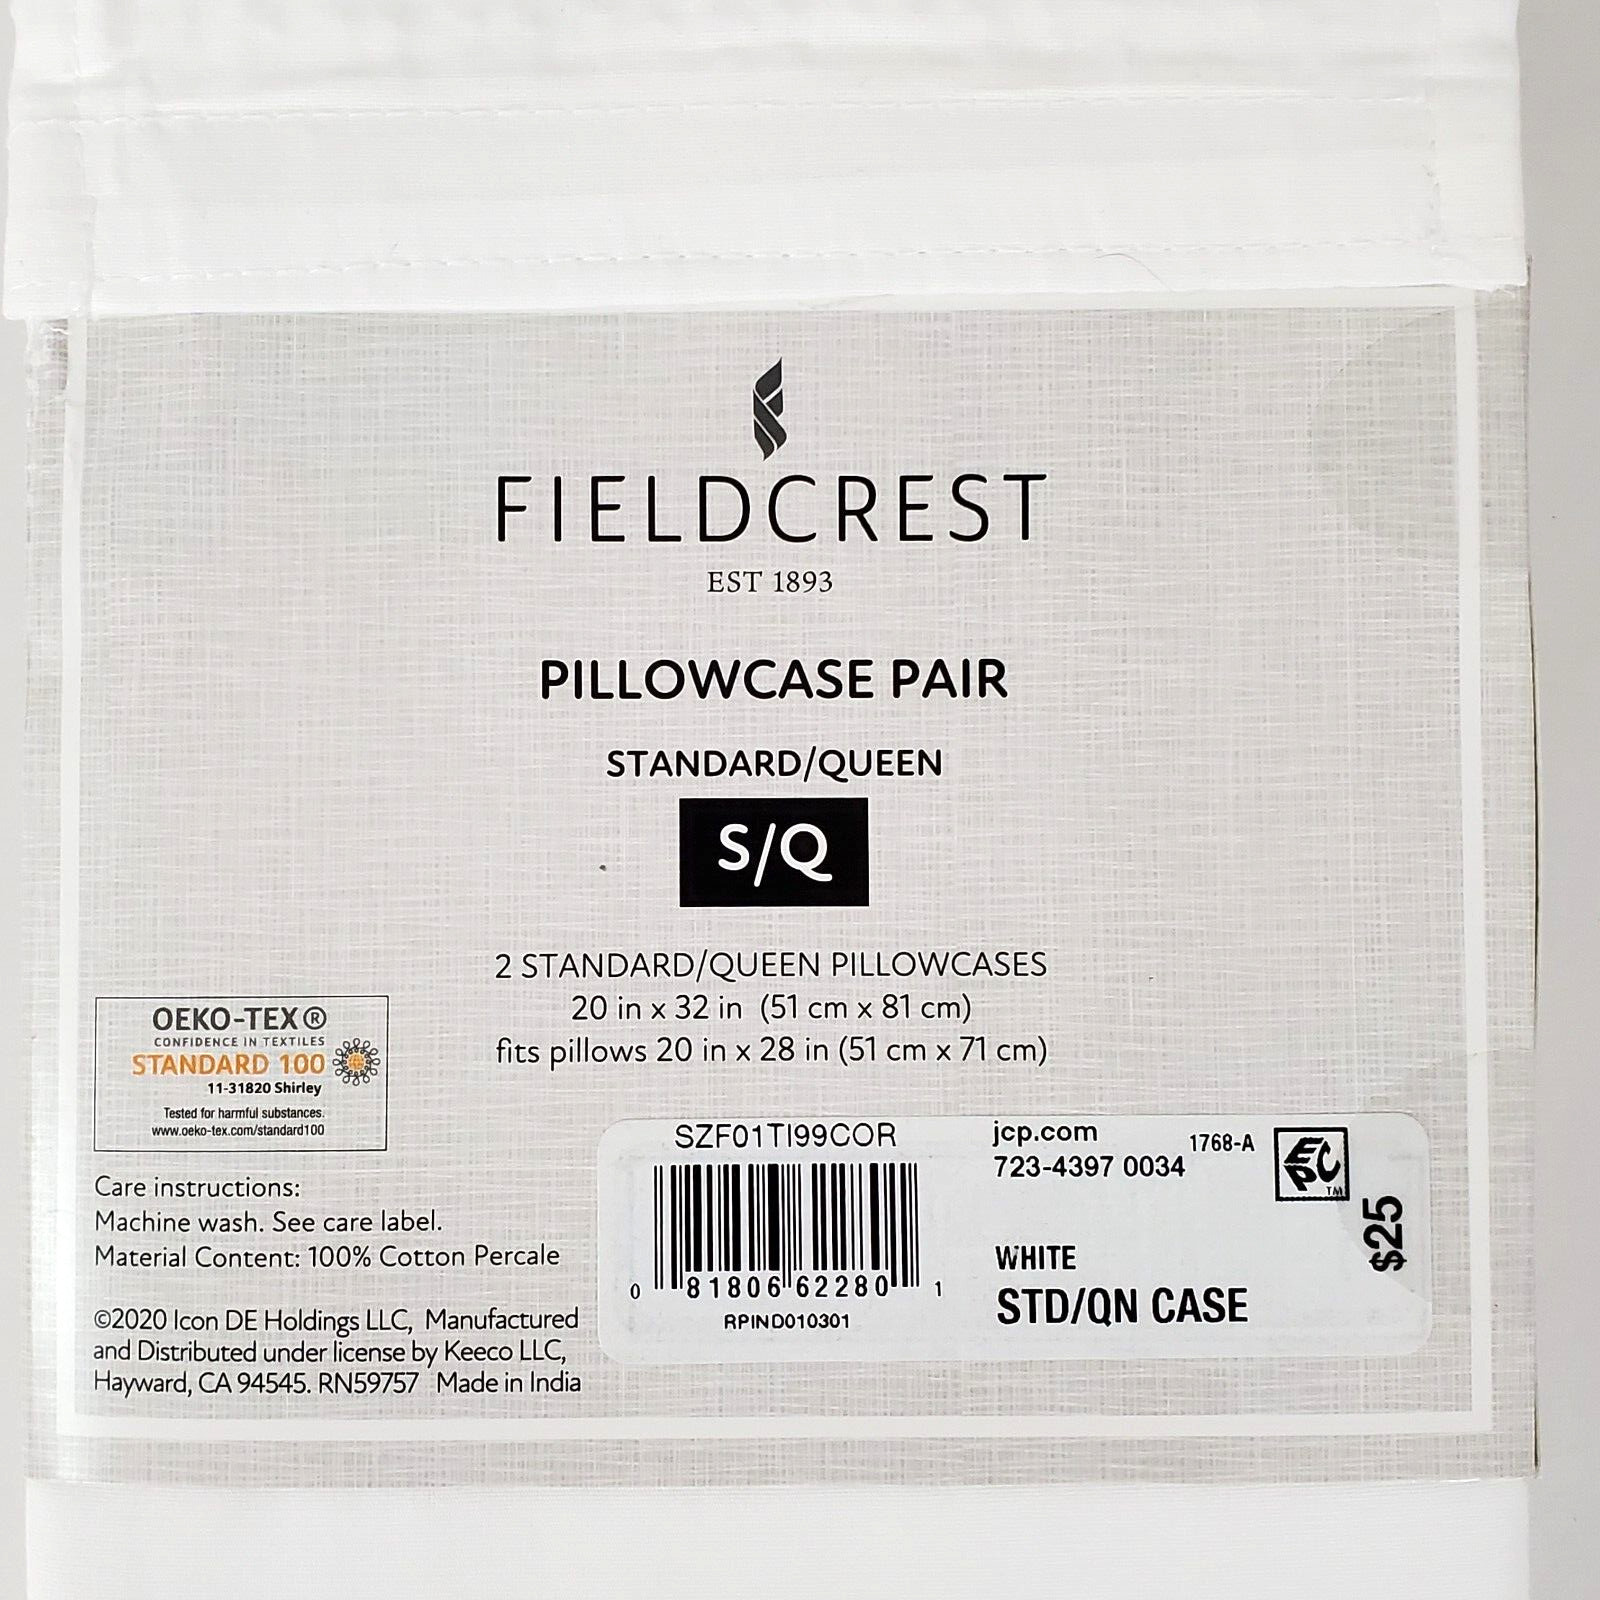 FIELDCREST
EST 1893
PILLOWCASE PAIR
STANDARD/QUEEN
S/Q
2 STANDARD/QUEEN PILLOWCASES
20 in x 32 in (51 cm x 81 cm)
fits pillows 20 in x 28 in (51 cm x 71 cm)
OEKO-TEX®
CONFIDENCE IN TEXTILES
STANDARD 100
11-31820 Shirley
Tested for harmful substances.
www.oeko-tex.com/standard100
Care instructions:
Machine wash. See care label.
Material Content: 100% Cotton Percale
©2020 Icon DE Holdings LLC, Manufactured
and Distributed under license by Keeco LLC,
Hayward, CA 94545. RN59757 Made in India
SZF01TI99COR
0 81806 62280 1
RPIND010301
jcp.com
723-4397 0034
1768-A
EPC TM
$25
WHITE
STD/QN CASE